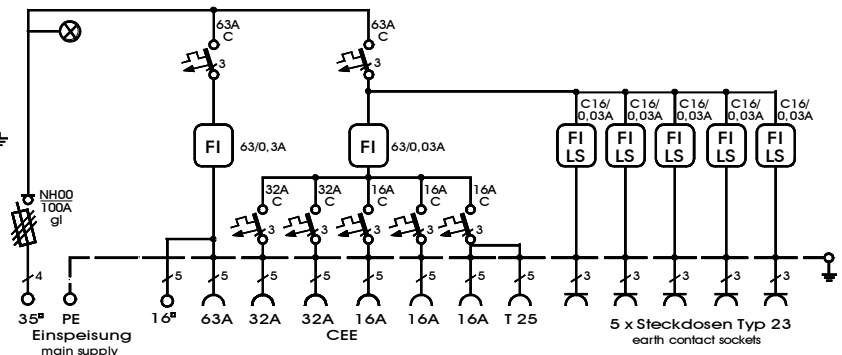 63A
C
3
63A
C
3
C16/
0,03A
C16/
0,03A
C16/
0,03A
C16/
0,03A
C16/
0,03A
FI
63/0,3A
FI
63/0,03A
FI
LS
FI
LS
FI
LS
FI
LS
FI
LS
NH00
100A
gl
32A
C
3
32A
C
3
16A
C
3
16A
C
3
16A
C
3
4
5
5
5
5
5
5
5
5
3
3
3
3
3
35¤
PE
16¤
63A
32A
32A
16A
16A
16A
T 25
Einspeisung
main supply
CEE
5 x Steckdosen Typ 23
earth contact sockets